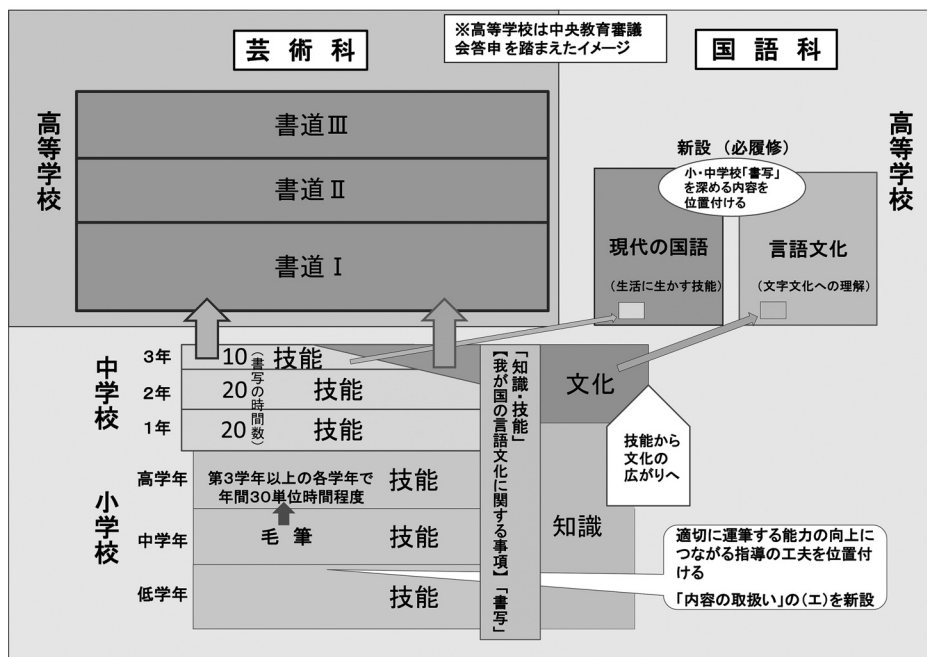 ※高等学校は中央教育審議
会答申を踏まえたイメージ
芸術科
国語科
高等学校
書道Ⅲ
書道Ⅱ
書道Ⅰ
高等学校
新設（必履修）
小・中学校「書写」
を深める内容を
位置付ける
現代の国語
（生活に生かす技能）
言語文化
（文字文化への理解）
中学校
3年
10
技能
2年
20
技能
1年
20
技能
（書写の時間数）
「知識・技能」
【我が国の言語文化に関する事項】「書写」
文化
技能から
文化の
広がりへ
小学校
高学年
第3学年以上の各学年で
年間30単位時間程度
技能
中学年
毛筆
技能
知識
低学年
技能
適切に運筆する能力の向上に
つながる指導の工夫を位置付
ける
「内容の取扱い」の(エ)を新設